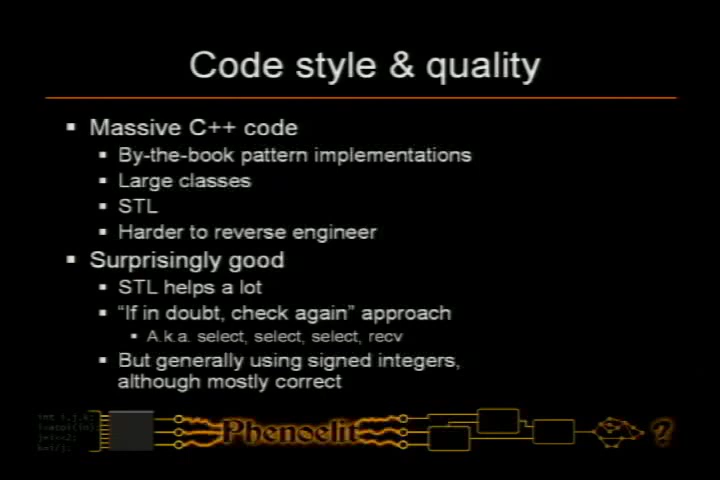 Code style & quality
Massive C++ code
By-the-book pattern implementations
Large classes
STL
Harder to reverse engineer
Surprisingly good
STL helps a lot
“If in doubt, check again” approach
A.k.a. select, select, select, recv
But generally using signed integers,
although mostly correct
int i,j,k;
Phenoelit
?